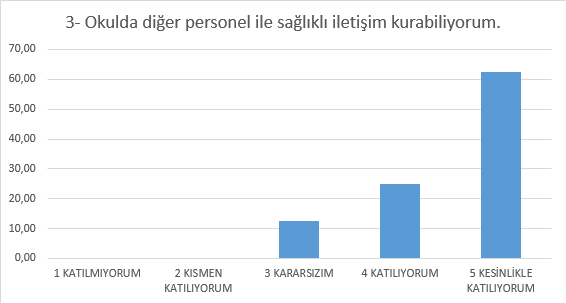 3- Okulda diğer personel ile sağlıklı iletişim kurabiliyorum.
70,00
60,00
50,00
40,00
30,00
20,00
10,00
0,00
1 KATILMIYORUM
2 KISMEN
KATILIYORUM
3 KARARSIZIM
4 KATILIYORUM
5 KESİNLİKLE
KATILIYORUM